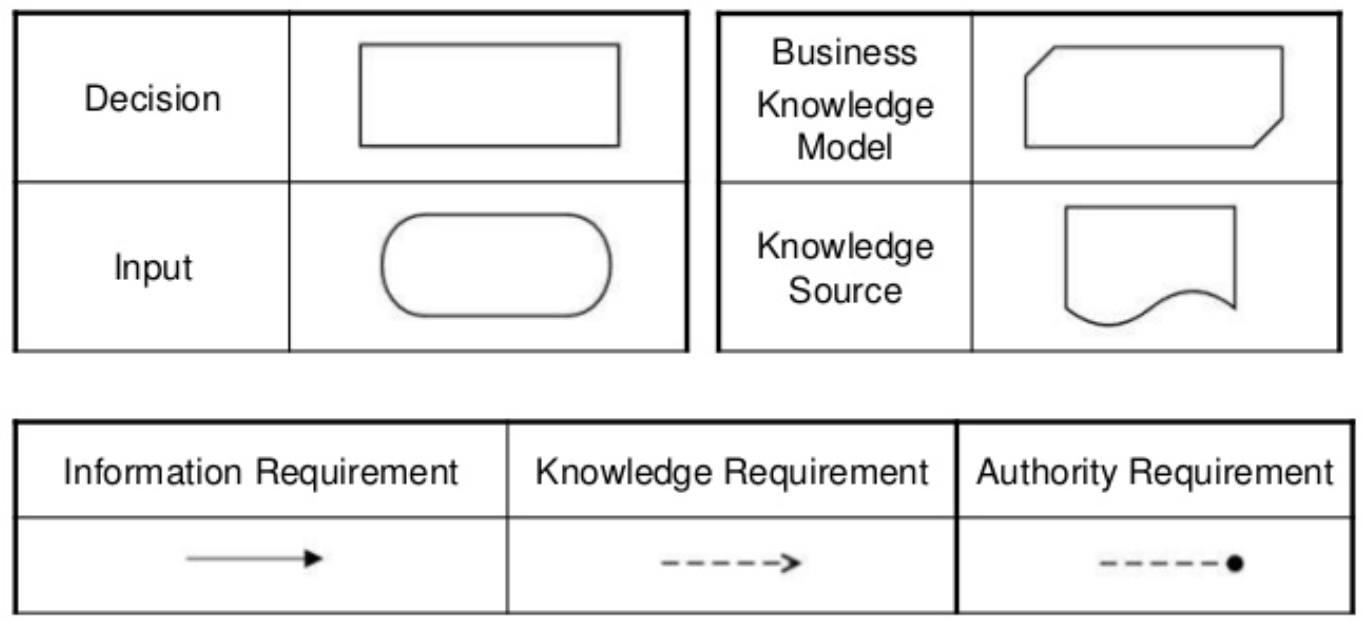 Decision
Business
Knowledge
Model
Input
Knowledge
Source
Information Requirement
Knowledge Requirement
Authority Requirement